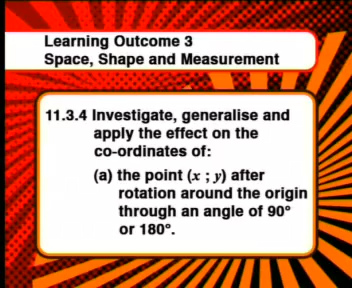 Learning Outcome 3
Space, Shape and Measurement
11.3.4 Investigate, generalise and
apply the effect on the
co-ordinates of:
(a) the point (x ; y) after
rotation around the origin
through an angle of 90°
or 180°.